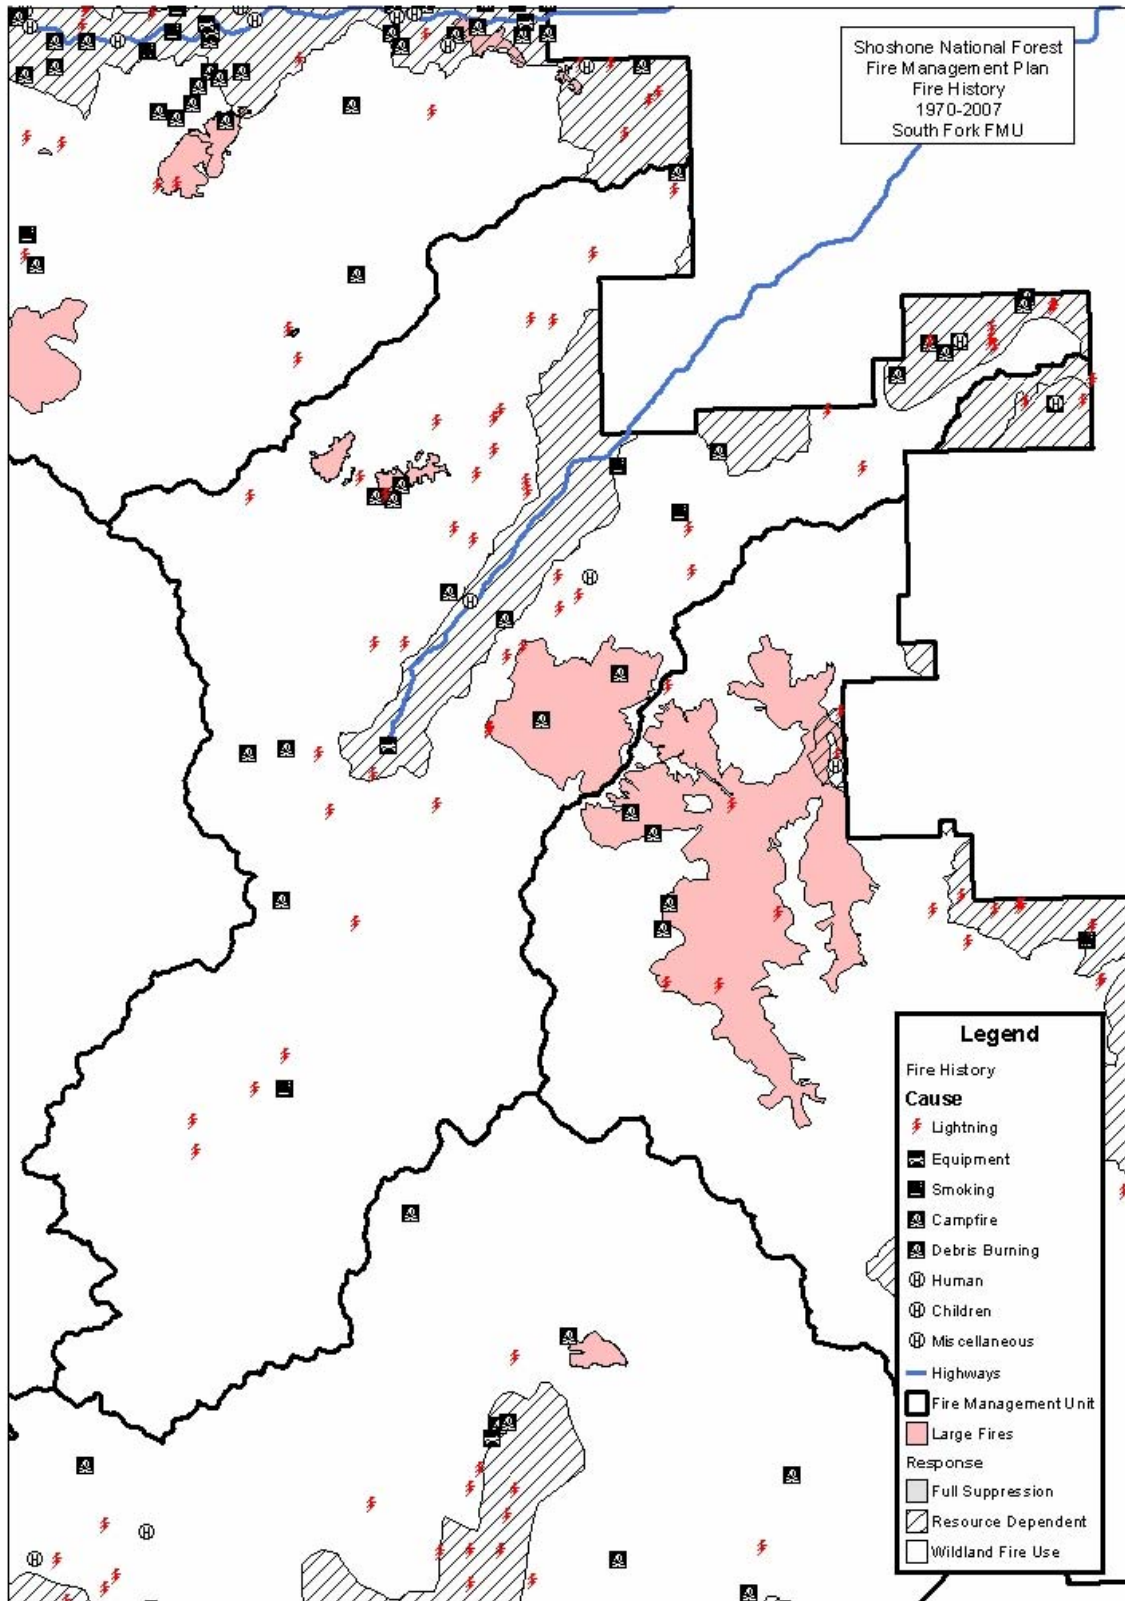 Shoshone National Forest
Fire Management Plan
Fire History
1970-2007
South Fork FMU
Legend
Fire History
Cause
Lightning
Equipment
Smoking
Campfire
Debris Burning
Human
Children
Miscellaneous
Highways
Fire Management Unit
Large Fires
Response
Full Suppression
Resource Dependent
Wildland Fire Use